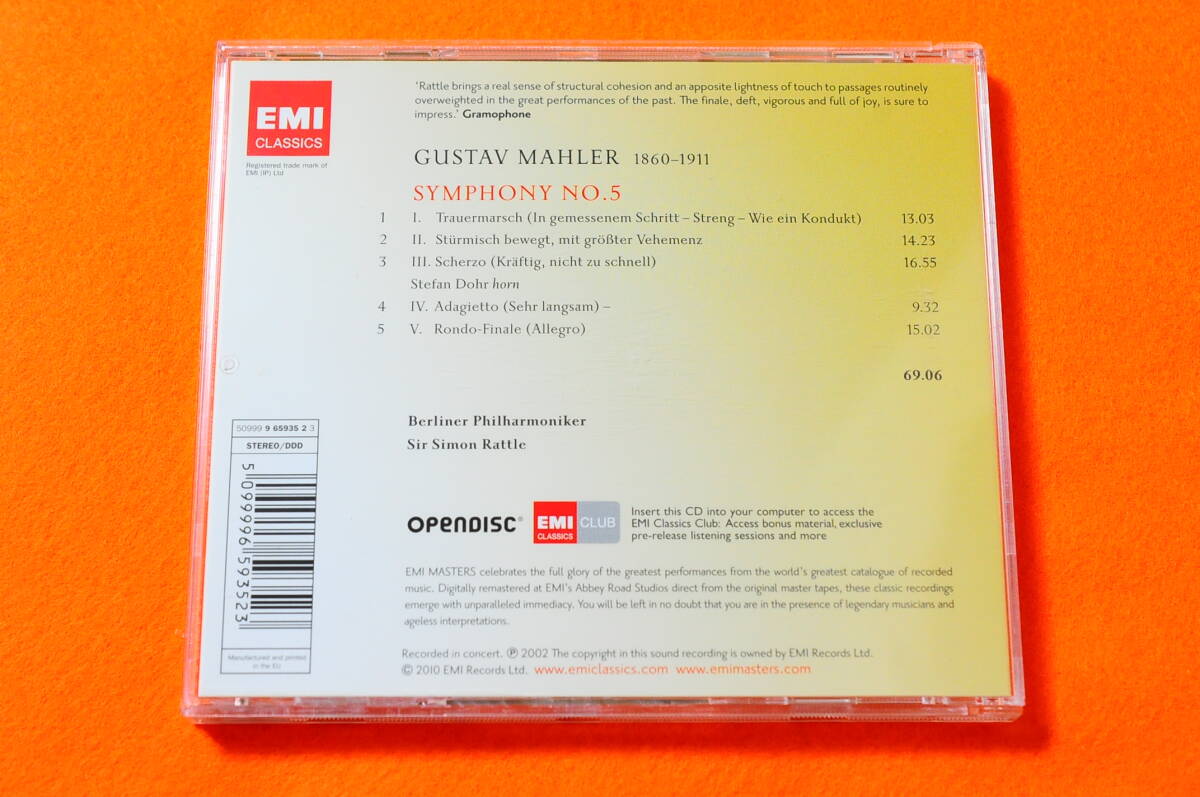 EMI
CLASSICS
Registered trade mark of
EMI (IP) Ltd
'Rattle brings a real sense of structural cohesion and an apposite lightness of touch to passages routinely
overweighted in the great performances of the past. The finale, deft, vigorous and full of joy, is sure to
impress.' Gramophone
GUSTAV MAHLER 1860–1911
SYMPHONY NO.5
1 I. Trauermarsch (In gemessenem Schritt – Streng – Wie ein Kondukt) 13.03
2 II. Stürmisch bewegt, mit größter Vehemenz 14.23
3 III. Scherzo (Kräftig, nicht zu schnell) 16.55
Stefan Dohr horn
4 IV. Adagietto (Sehr langsam) – 9.32
5 V. Rondo-Finale (Allegro) 15.02
69.06
Berliner Philharmoniker
Sir Simon Rattle
50999 9 65935 2 3
STEREO/DDD
5 099996 593523
Manufactured and printed
in the EU
OPENDISC®
EMI
CLASSICS
CLUB
Insert this CD into your computer to access the
EMI Classics Club: Access bonus material, exclusive
pre-release listening sessions and more
EMI MASTERS celebrates the full glory of the greatest performances from the world's greatest catalogue of recorded
music. Digitally remastered at EMI's Abbey Road Studios direct from the original master tapes, these classic recordings
emerge with unparalleled immediacy. You will be left in no doubt that you are in the presence of legendary musicians and
ageless interpretations.
Recorded in concert. ℗ 2002 The copyright in this sound recording is owned by EMI Records Ltd.
© 2010 EMI Records Ltd. www.emiclassics.com www.emimasters.com